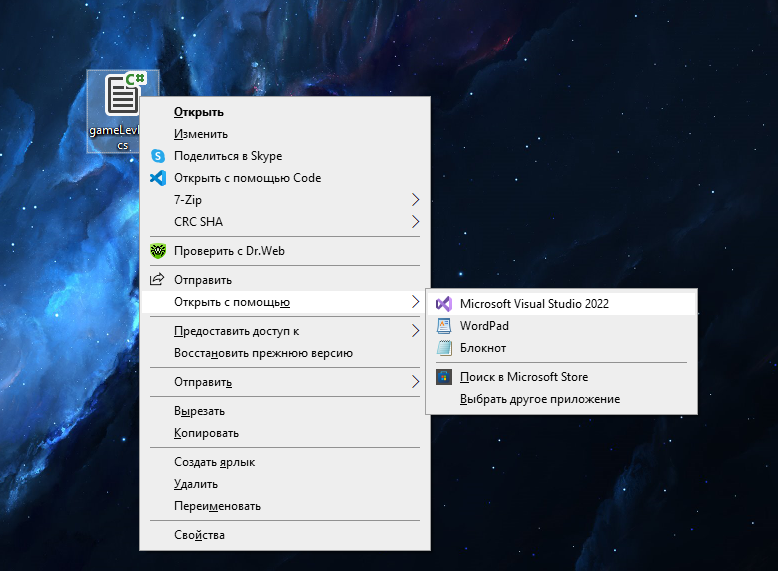 C#
gameLevl
cs
Открыть
Изменить
Поделиться в Skype
Открыть с помощью Code
7-Zip
CRC SHA
Проверить с Dr.Web
Отправить
Открыть с помощью
Предоставить доступ к
Восстановить прежнюю версию
Отправить
Вырезать
Копировать
Создать ярлык
Удалить
Переименовать
Свойства
Microsoft Visual Studio 2022
WordPad
Блокнот
Поиск в Microsoft Store
Выбрать другое приложение